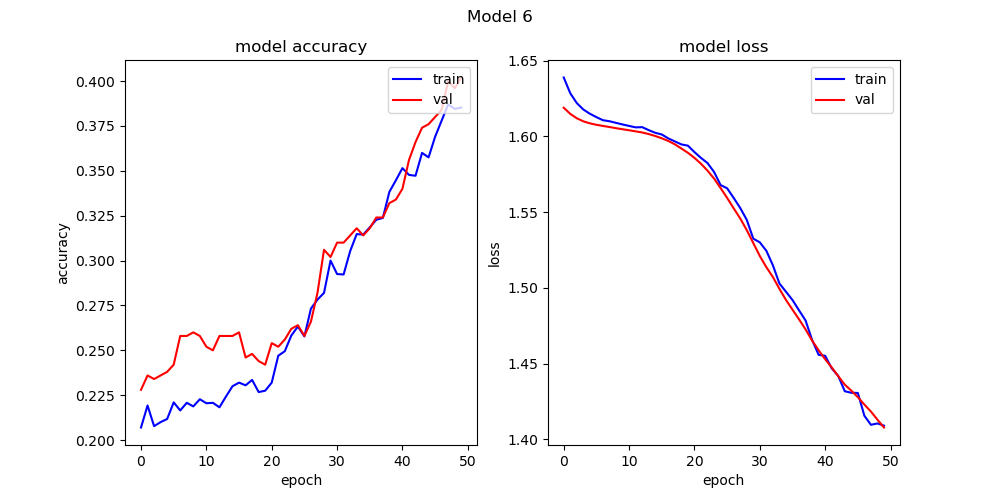 Model 6
model accuracy
train
val
0.400
0.375
0.350
0.325
0.300
0.275
0.250
0.225
0.200
accuracy
0 10 20 30 40 50
epoch
model loss
train
val
1.65
1.60
1.55
1.50
1.45
1.40
loss
0 10 20 30 40 50
epoch